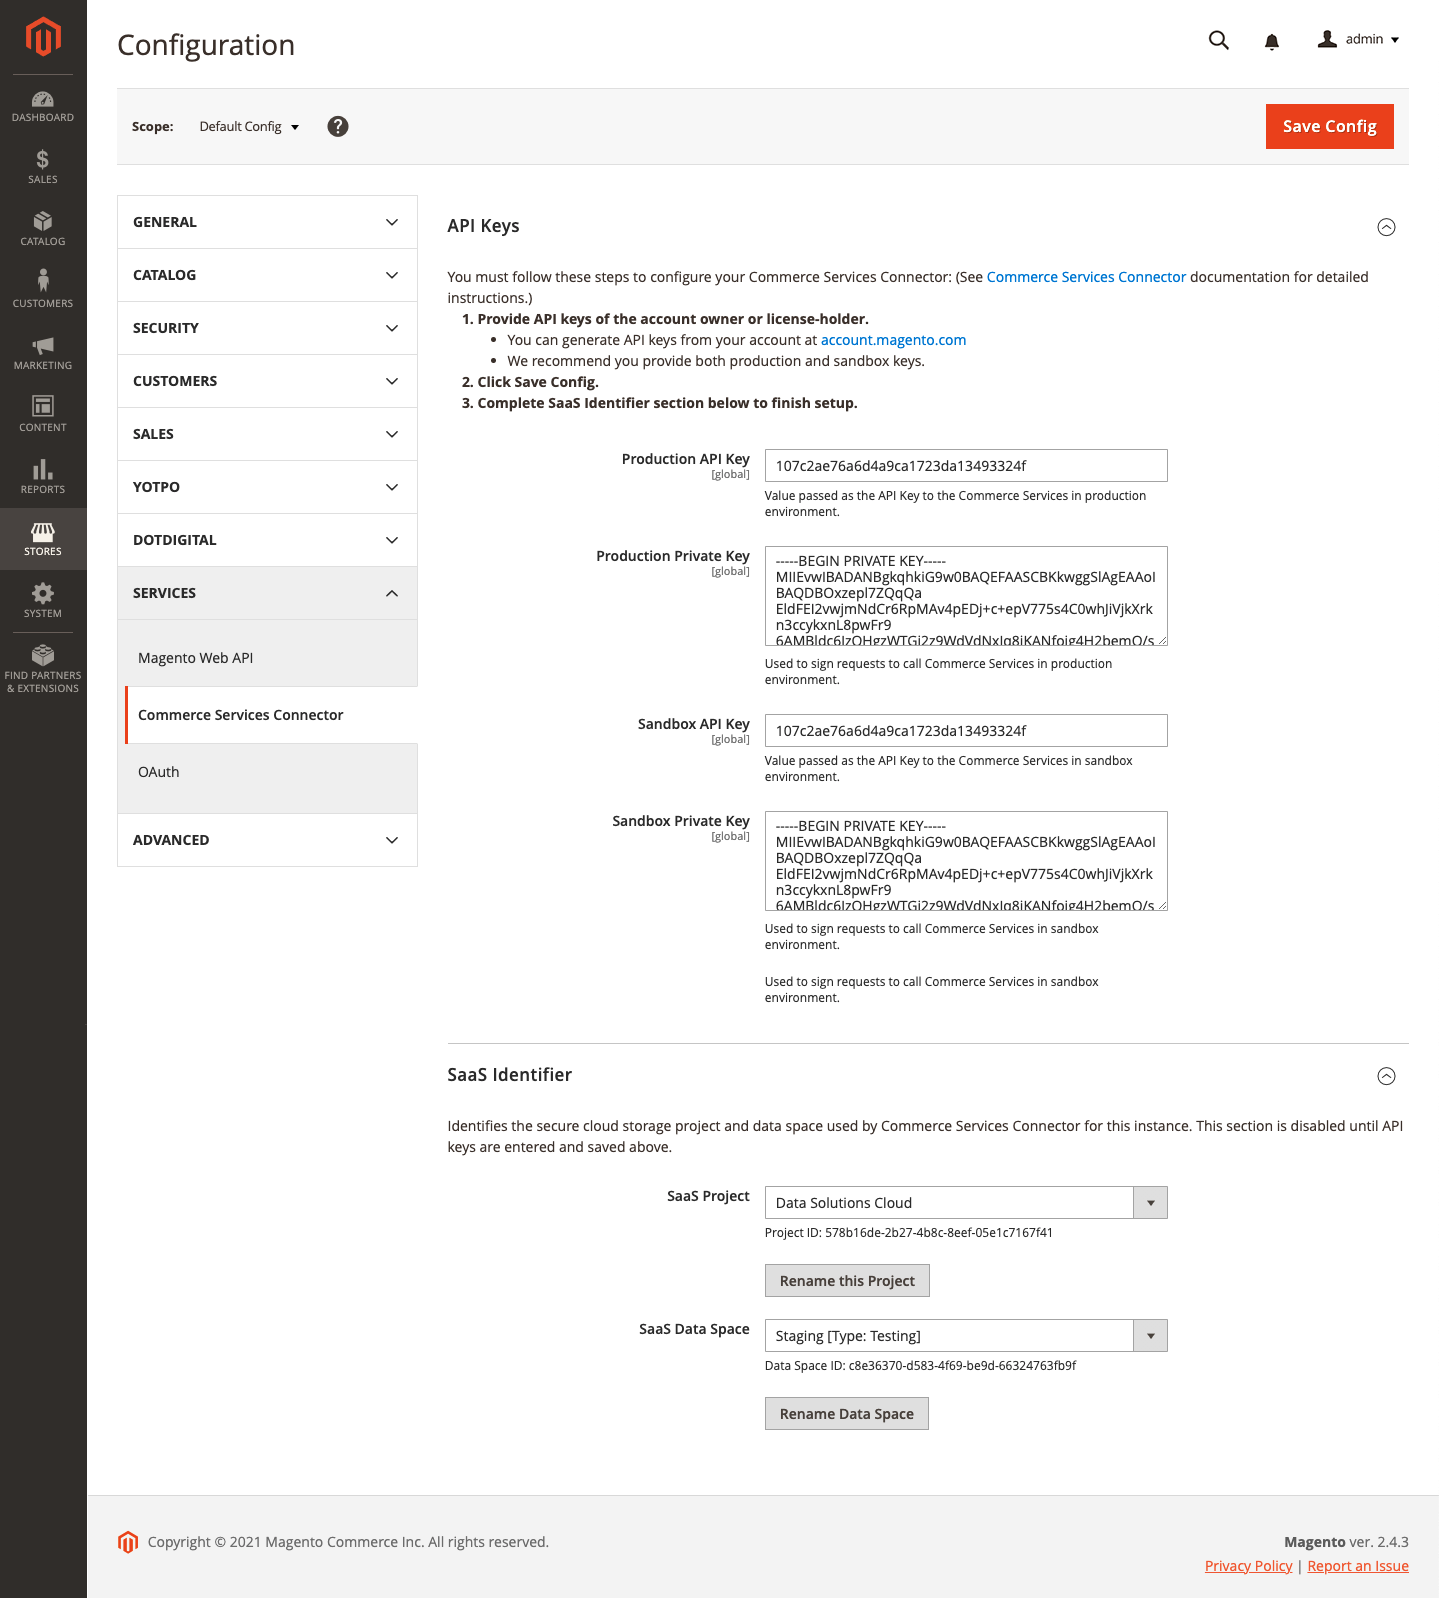 Configuration
admin
Scope:
Default Config
Save Config
DASHBOARD
SALES
CATALOG
CUSTOMERS
MARKETING
CONTENT
REPORTS
STORES
SYSTEM
FIND PARTNERS
& EXTENSIONS
GENERAL
CATALOG
SECURITY
CUSTOMERS
SALES
YOTPO
DOTDIGITAL
SERVICES
Magento Web API
Commerce Services Connector
OAuth
ADVANCED
API Keys
You must follow these steps to configure your Commerce Services Connector: (See Commerce Services Connector documentation for detailed
instructions.)
1. Provide API keys of the account owner or license-holder.
• You can generate API keys from your account at account.magento.com
• We recommend you provide both production and sandbox keys.
2. Click Save Config.
3. Complete SaaS Identifier section below to finish setup.
Production API Key
[global]
107c2ae76a6d4a9ca1723da13493324f
Value passed as the API Key to the Commerce Services in production
environment.
Production Private Key
[global]
-----BEGIN PRIVATE KEY-----
MIIEvwIBADANBgkqhkiG9w0BAQEFAASCBKkwggSlAgEAAoI
BAQDBOxzepl7ZQqQa
EldFEI2vwjmNdCr6RpMAv4pEDj+c+epV775s4C0whJiVjkXrk
n3ccykxnL8pwFr9
6AMBldc6IzOHgzWTGi2z9WdVdNxIq8iKANfoig4H2bemO/s
Used to sign requests to call Commerce Services in production
environment.
Sandbox API Key
[global]
107c2ae76a6d4a9ca1723da13493324f
Value passed as the API Key to the Commerce Services in sandbox
environment.
Sandbox Private Key
[global]
-----BEGIN PRIVATE KEY-----
MIIEvwIBADANBgkqhkiG9w0BAQEFAASCBKkwggSlAgEAAoI
BAQDBOxzepl7ZQqQa
EldFEI2vwjmNdCr6RpMAv4pEDj+c+epV775s4C0whJiVjkXrk
n3ccykxnL8pwFr9
6AMBldc6IzOHgzWTGi2z9WdVdNxIq8iKANfoig4H2bemO/s
Used to sign requests to call Commerce Services in sandbox
environment.
Used to sign requests to call Commerce Services in sandbox
environment.
SaaS Identifier
Identifies the secure cloud storage project and data space used by Commerce Services Connector for this instance. This section is disabled until API
keys are entered and saved above.
SaaS Project
Data Solutions Cloud
Project ID: 578b16de-2b27-4b8c-8eef-05e1c7167f41
Rename this Project
SaaS Data Space
Staging [Type: Testing]
Data Space ID: c8e36370-d583-4f69-be9d-66324763fb9f
Rename Data Space
Copyright © 2021 Magento Commerce Inc. All rights reserved.
Magento ver. 2.4.3
Privacy Policy | Report an Issue